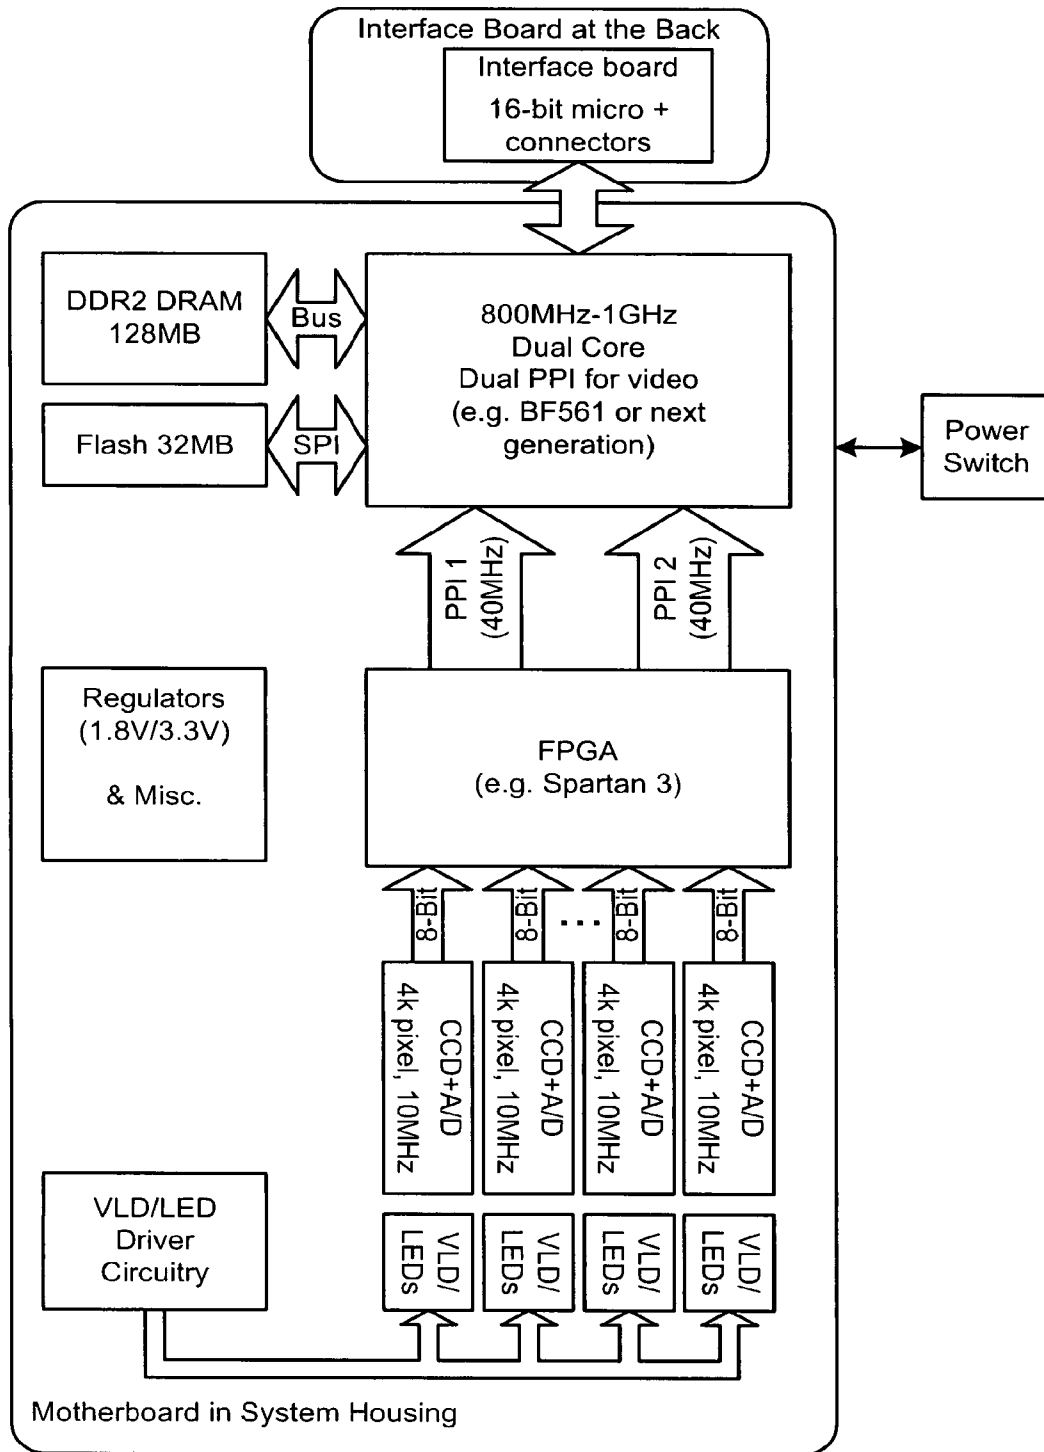 Interface Board at the Back
Interface board
16-bit micro +
connectors
DDR2 DRAM
128MB
Bus
800MHz-1GHz
Dual Core
Dual PPI for video
(e.g. BF561 or next
generation)
Flash 32MB
SPI
Power
Switch
PPI 1
(40MHz)
PPI 2
(40MHz)
Regulators
(1.8V/3.3V)
& Misc.
FPGA
(e.g. Spartan 3)
8-Bit
8-Bit
...
8-Bit
8-Bit
CCD+A/D
4k pixel, 10MHz
CCD+A/D
4k pixel, 10MHz
CCD+A/D
4k pixel, 10MHz
CCD+A/D
4k pixel, 10MHz
VLD/LED
Driver
Circuitry
VLD/
LEDs
VLD/
LEDs
VLD/
LEDs
VLD/
LEDs
Motherboard in System Housing